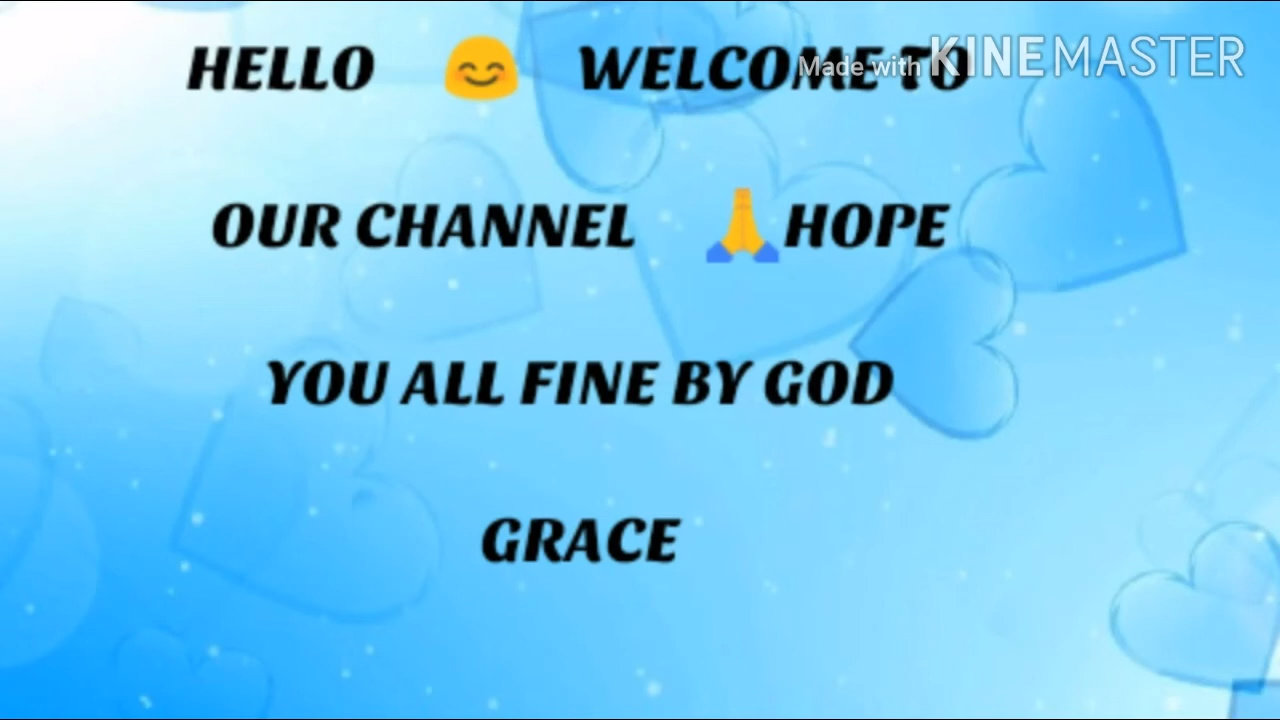 HELLO 😊 WELCOME TO
Made with KINEMASTER
OUR CHANNEL 🙏HOPE
YOU ALL FINE BY GOD
GRACE